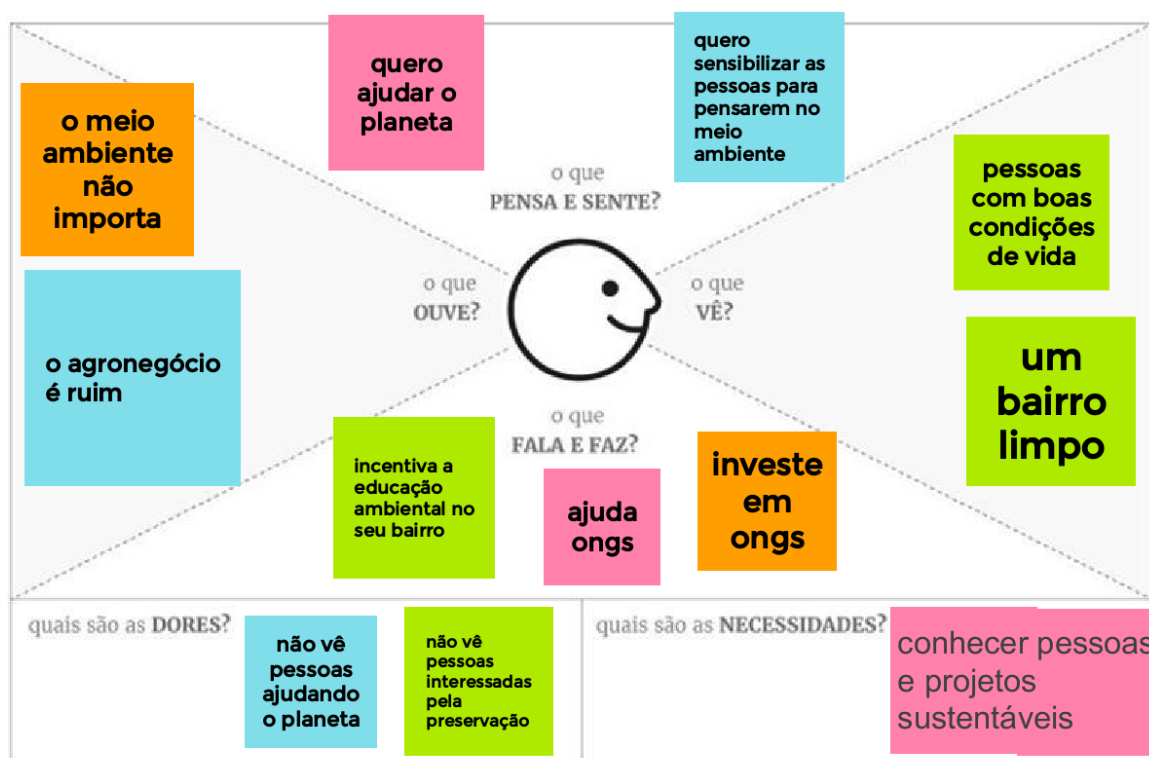 quero
ajudar o
planeta
quero
sensibilizar as
pessoas para
pensarem no
meio
ambiente
o que
PENSA E SENTE?
o meio
ambiente
não
importa
o agronegócio
é ruim
o que
OUVE?
o que
VÊ?
pessoas
com boas
condições
de vida
um
bairro
limpo
o que
FALA E FAZ?
incentiva a
educação
ambiental no
seu bairro
ajuda
ongs
investe
em
ongs
quais são as DORES?
não vê
pessoas
ajudando
o planeta
não vê
pessoas
interessadas
pela
preservação
quais são as NECESSIDADES?
conhecer pessoas
e projetos
sustentáveis